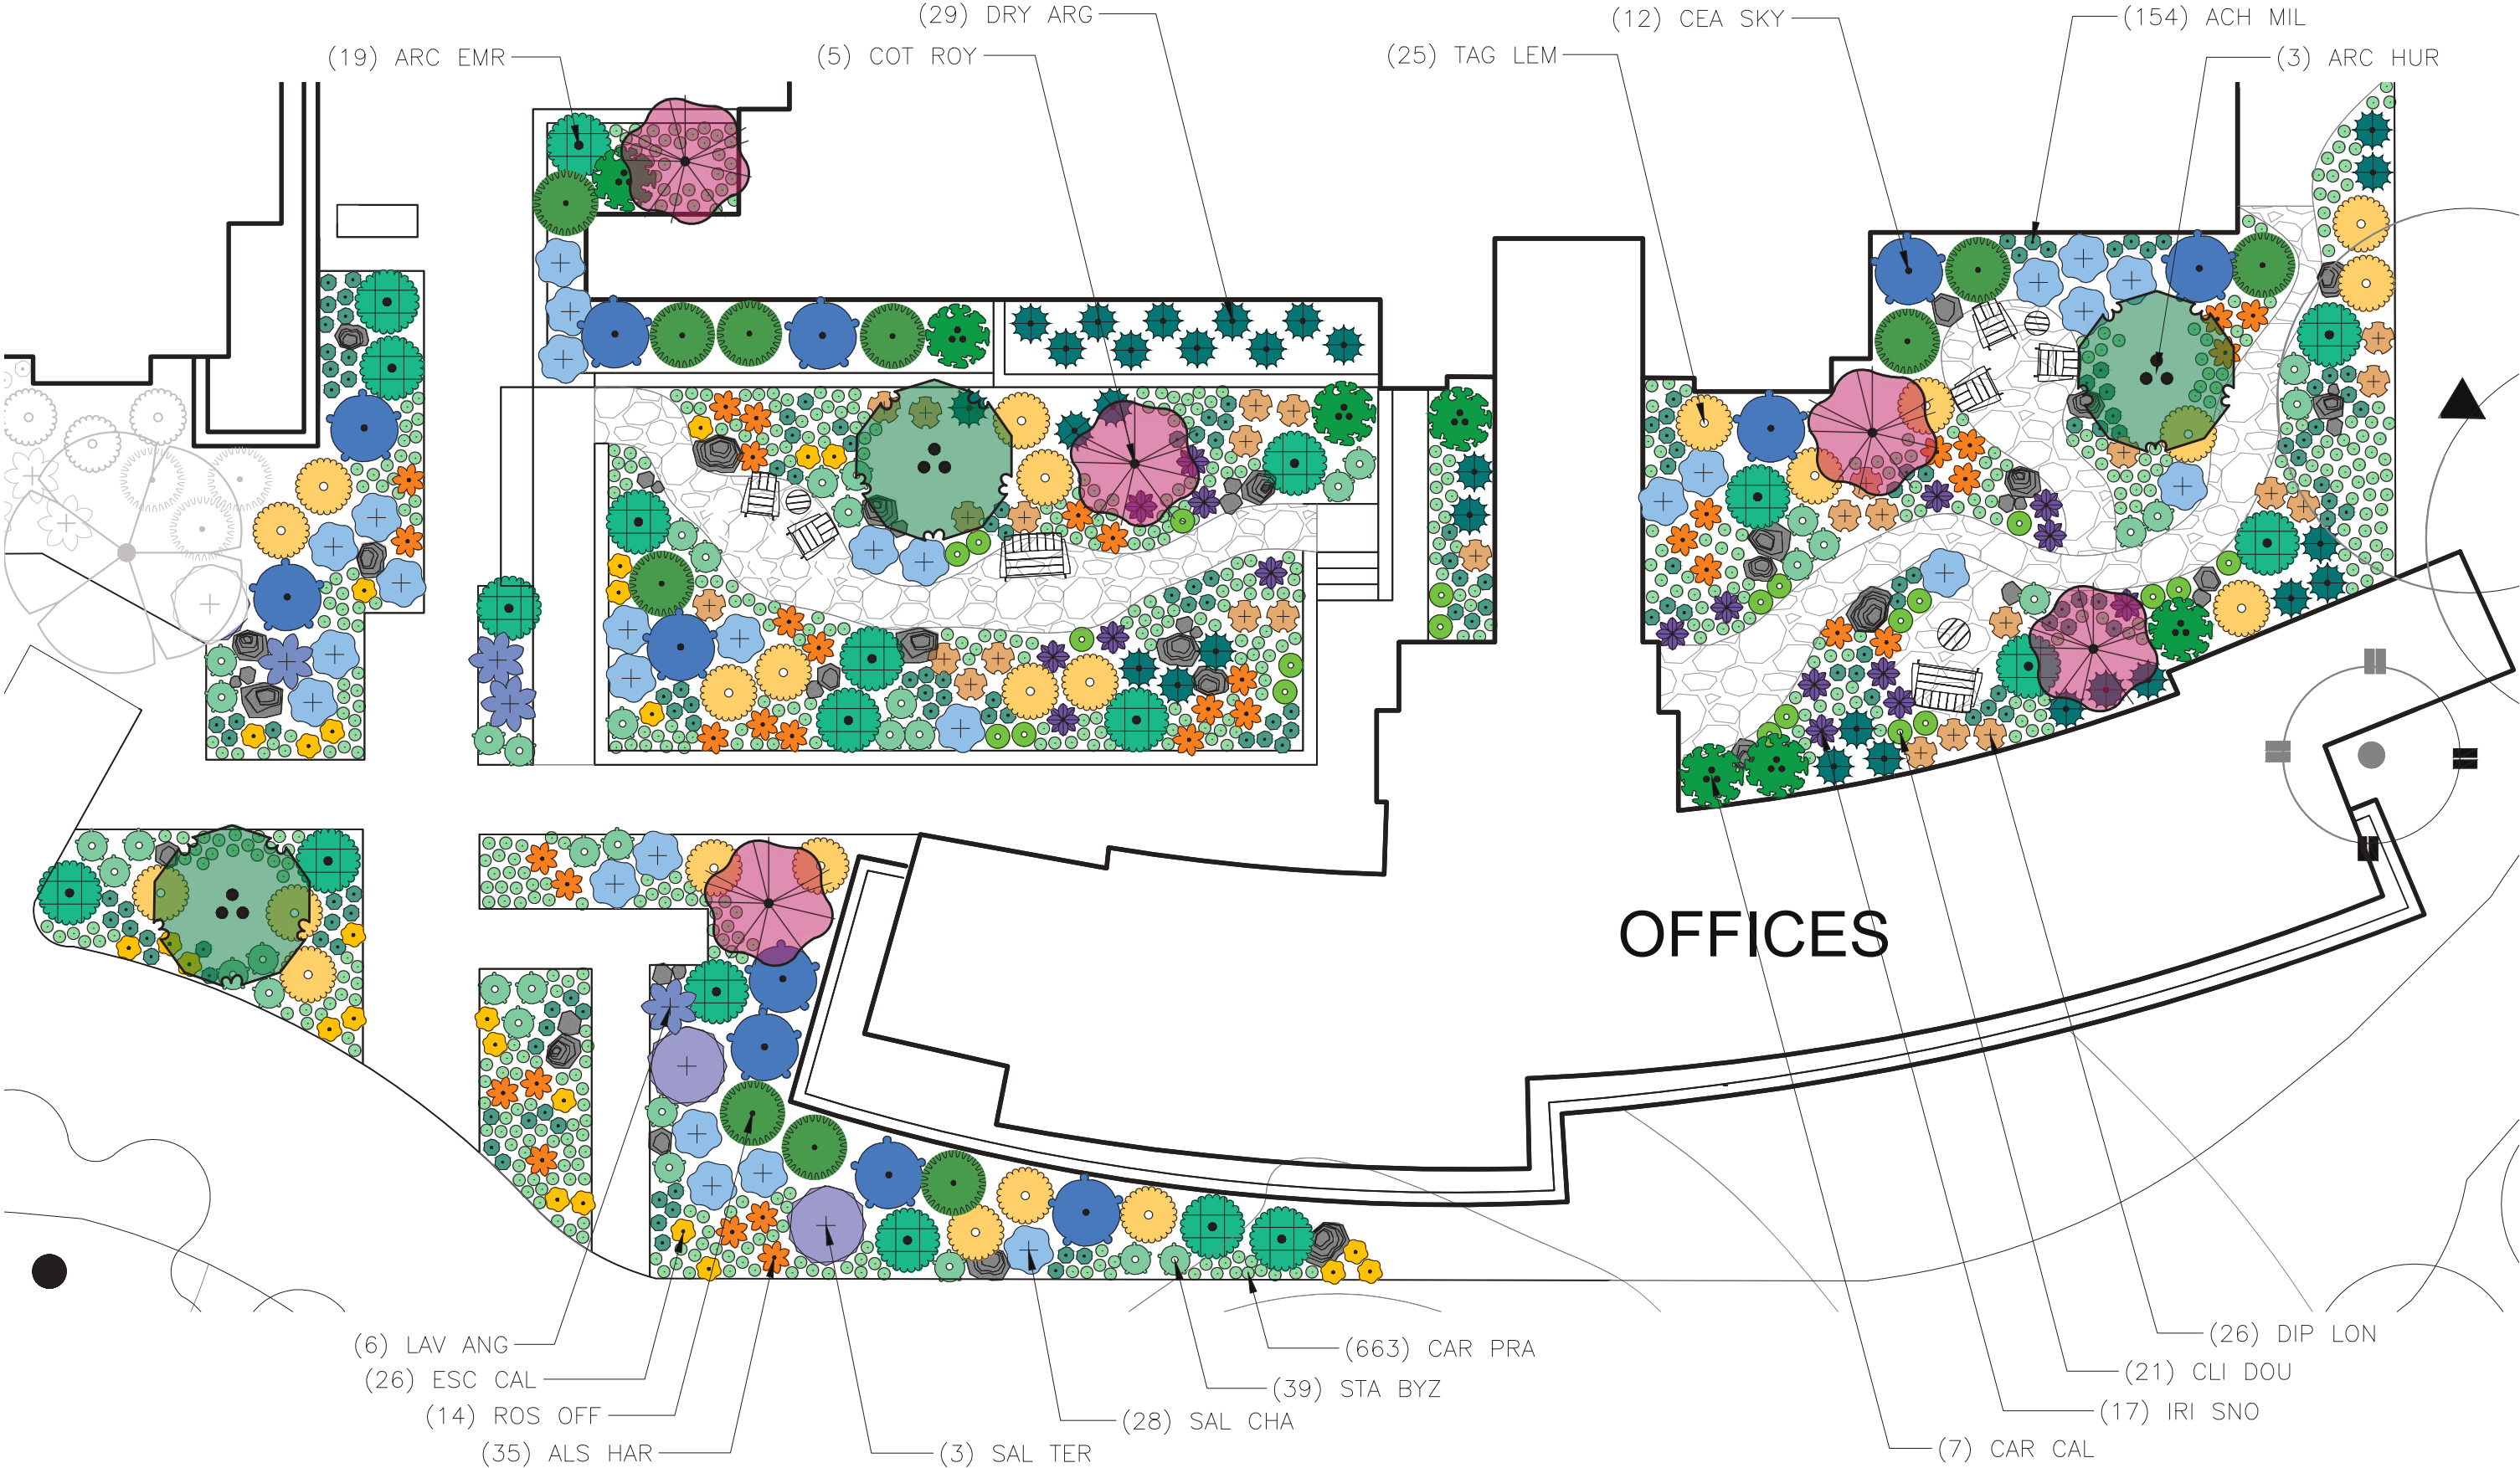 (29) DRY ARG
(12) CEA SKY
(154) ACH MIL
(19) ARC EMR
(5) COT ROY
(25) TAG LEM
(3) ARC HUR
OFFICES
(6) LAV ANG
(663) CAR PRA
(26) DIP LON
(26) ESC CAL
(39) STA BYZ
(21) CLI DOU
(14) ROS OFF
(28) SAL CHA
(17) IRI SNO
(35) ALS HAR
(3) SAL TER
(7) CAR CAL